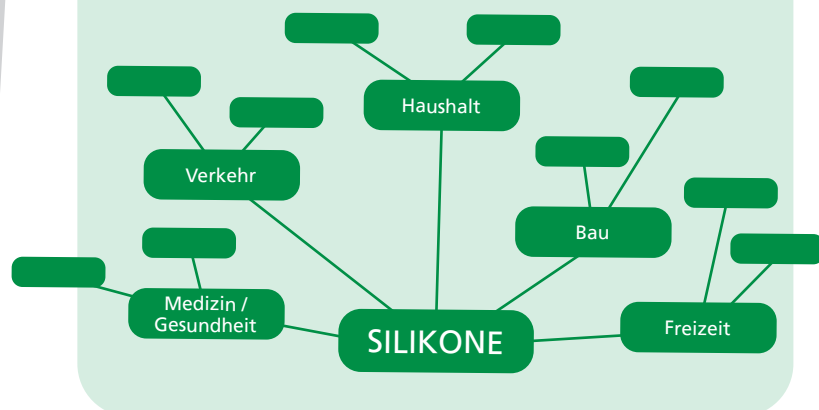 Haushalt
Verkehr
Bau
Medizin /
Gesundheit
Freizeit
SILIKONE